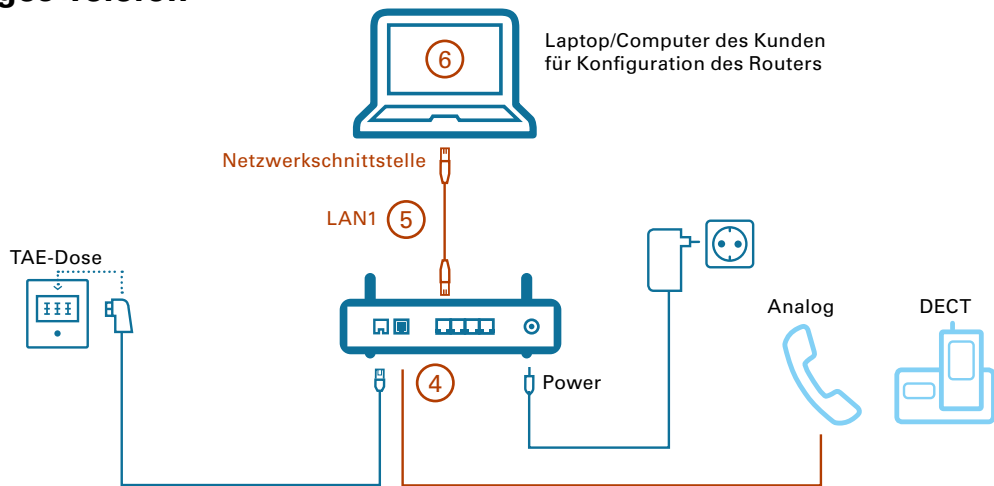 Laptop/Computer des Kunden
für Konfiguration des Routers
6
Netzwerkschnittstelle
LAN1
5
TAE-Dose
Analog
DECT
4
Power